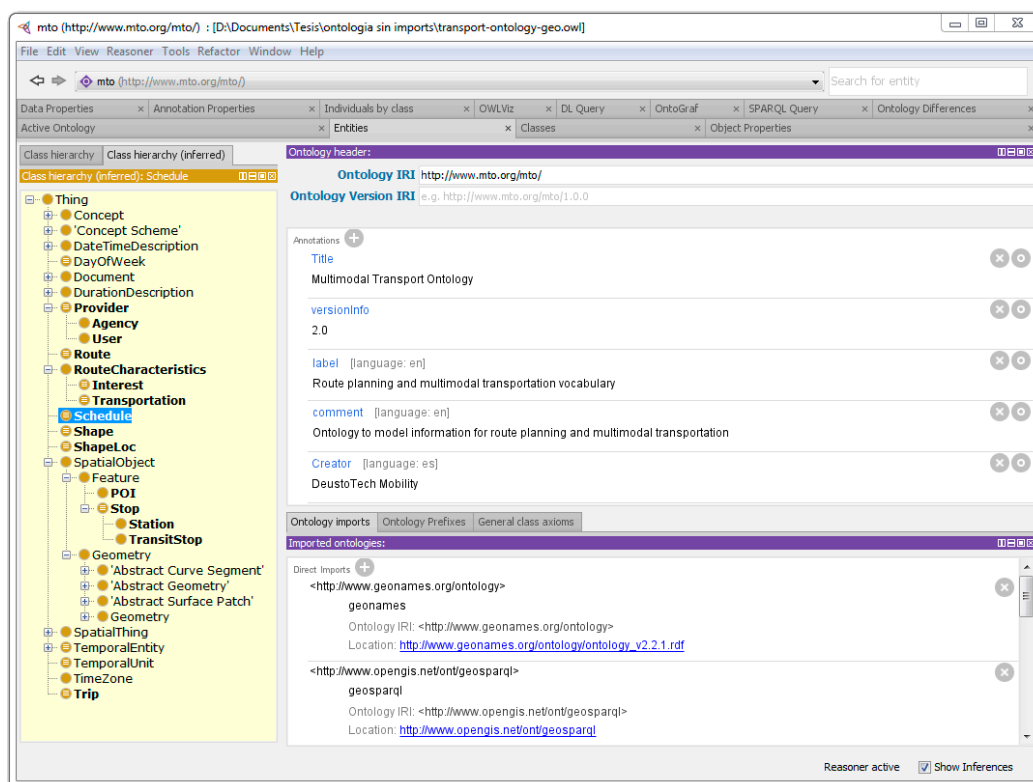 mto (http://www.mto.org/mto/) : [D:\Documents\Tesis\ontologia sin imports\transport-ontology-geo.owl]
File Edit View Reasoner Tools Refactor Window Help
mto (http://www.mto.org/mto/)
Search for entity
Data Properties Annotation Properties Individuals by class OWLViz DL Query OntoGraf SPARQL Query Ontology Differences
Active Ontology Entities Classes Object Properties
Class hierarchy Class hierarchy (inferred)
Class hierarchy (inferred): Schedule
Thing
Concept
'Concept Scheme'
DateTimeDescription
DayOfWeek
Document
DurationDescription
Provider
Agency
User
Route
RouteCharacteristics
Interest
Transportation
Schedule
Shape
ShapeLoc
SpatialObject
Feature
POI
Stop
Station
TransitStop
Geometry
'Abstract Curve Segment'
'Abstract Geometry'
'Abstract Surface Patch'
Geometry
SpatialThing
TemporalEntity
TemporalUnit
TimeZone
Trip
Ontology header:
Ontology IRI http://www.mto.org/mto/
Ontology Version IRI e.g. http://www.mto.org/mto/1.0.0
Annotations
Title
Multimodal Transport Ontology
versionInfo
2.0
label [language: en]
Route planning and multimodal transportation vocabulary
comment [language: en]
Ontology to model information for route planning and multimodal transportation
Creator [language: es]
DeustoTech Mobility
Ontology imports Ontology Prefixes General class axioms
Imported ontologies:
Direct Imports
<http://www.geonames.org/ontology>
geonames
Ontology IRI: <http://www.geonames.org/ontology>
Location: http://www.geonames.org/ontology/ontology_v2.2.1.rdf
<http://www.opengis.net/ont/geosparql>
geosparql
Ontology IRI: <http://www.opengis.net/ont/geosparql>
Location: http://www.opengis.net/ont/geosparql
Reasoner active Show Inferences